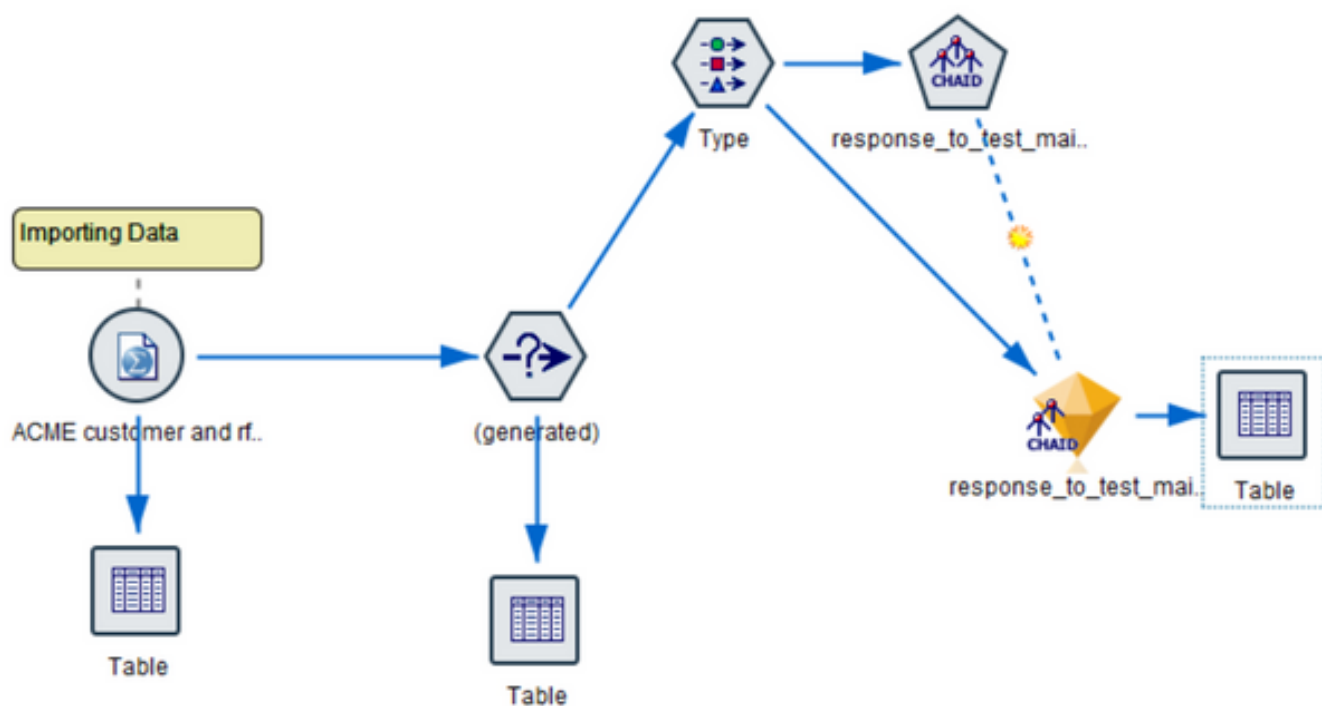 Type
CHAID
response_to_test_mai..
Importing Data
ACME customer and rf..
(generated)
CHAID
response_to_test_mai..
Table
Table
Table